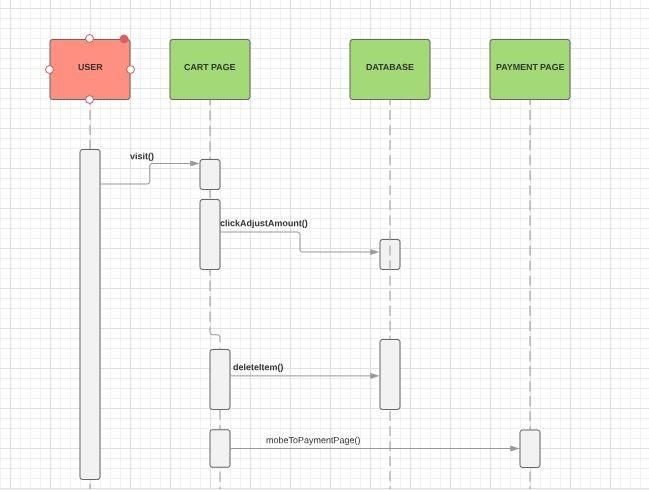 USER
CART PAGE
DATABASE
PAYMENT PAGE
visit()
clickAdjustAmount()
deleteItem()
mobeToPaymentPage()